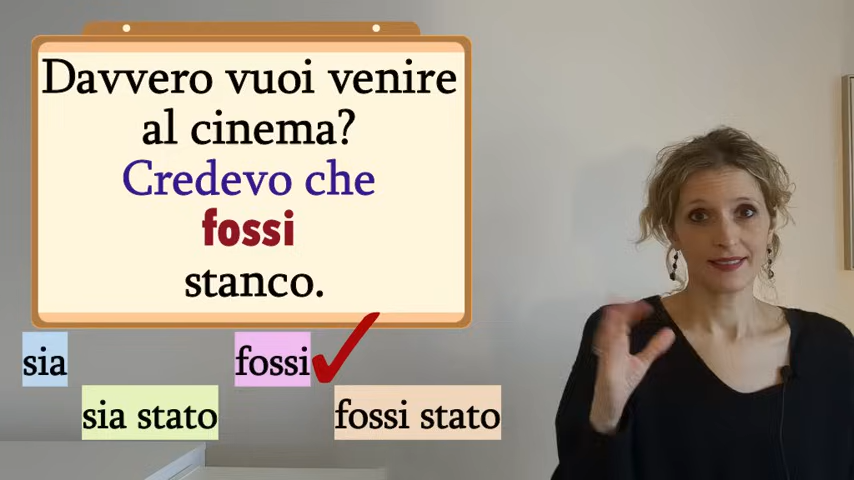 Davvero vuoi venire
al cinema?
Credevo che
fossi
stanco.
sia
fossi
sia stato
fossi stato